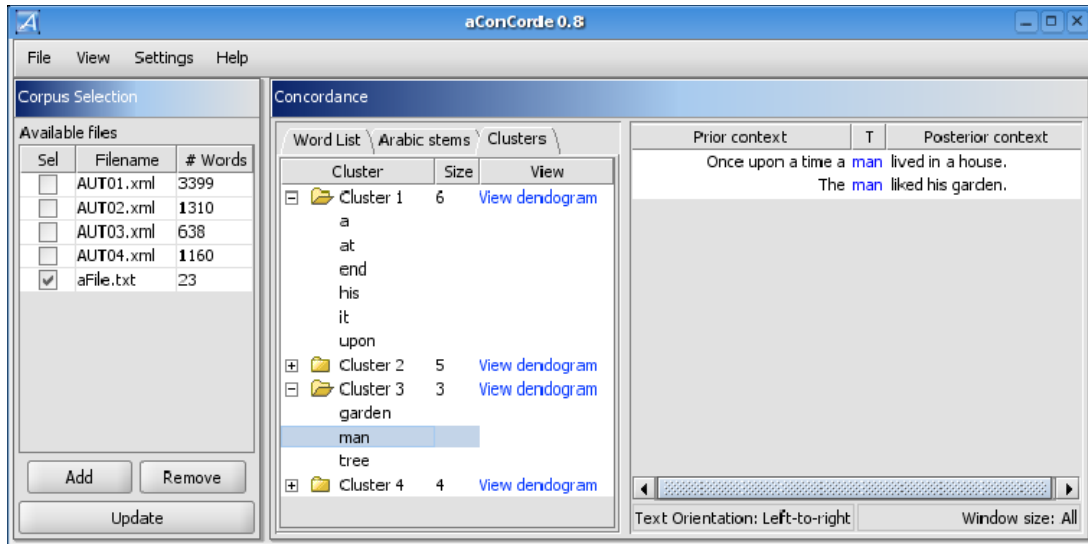 aConCorde 0.8
File View Settings Help
Corpus Selection
Available files
Sel Filename # Words
AUT01.xml 3399
AUT02.xml 1310
AUT03.xml 638
AUT04.xml 1160
aFile.txt 23
Add Remove
Update
Concordance
Word List Arabic stems Clusters
Cluster Size View
Cluster 1 6 View dendogram
a
at
end
his
it
upon
Cluster 2 5 View dendogram
Cluster 3 3 View dendogram
garden
man
tree
Cluster 4 4 View dendogram
Prior context T Posterior context
Once upon a time a man lived in a house.
The man liked his garden.
Text Orientation: Left-to-right Window size: All